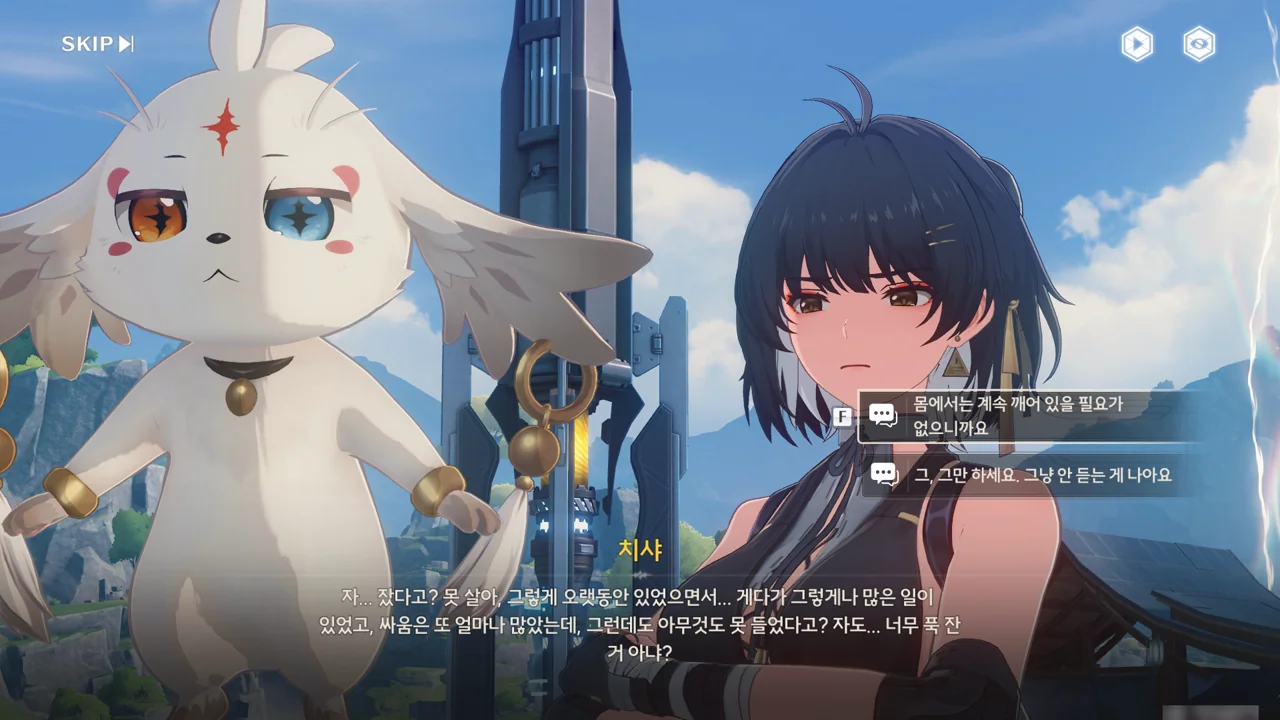 SKIP
F
몸에서는 계속 깨어 있을 필요가
없으니까요
그, 그만 하세요. 그냥 안 듣는 게 나아요
치샤
자... 잤다고? 못 살아, 그렇게 오랫동안 있었으면서... 게다가 그렇게나 많은 일이
있었고, 싸움은 또 얼마나 많았는데, 그런데도 아무것도 못 들었다고? 자도... 너무 푹 잔
거 아냐?